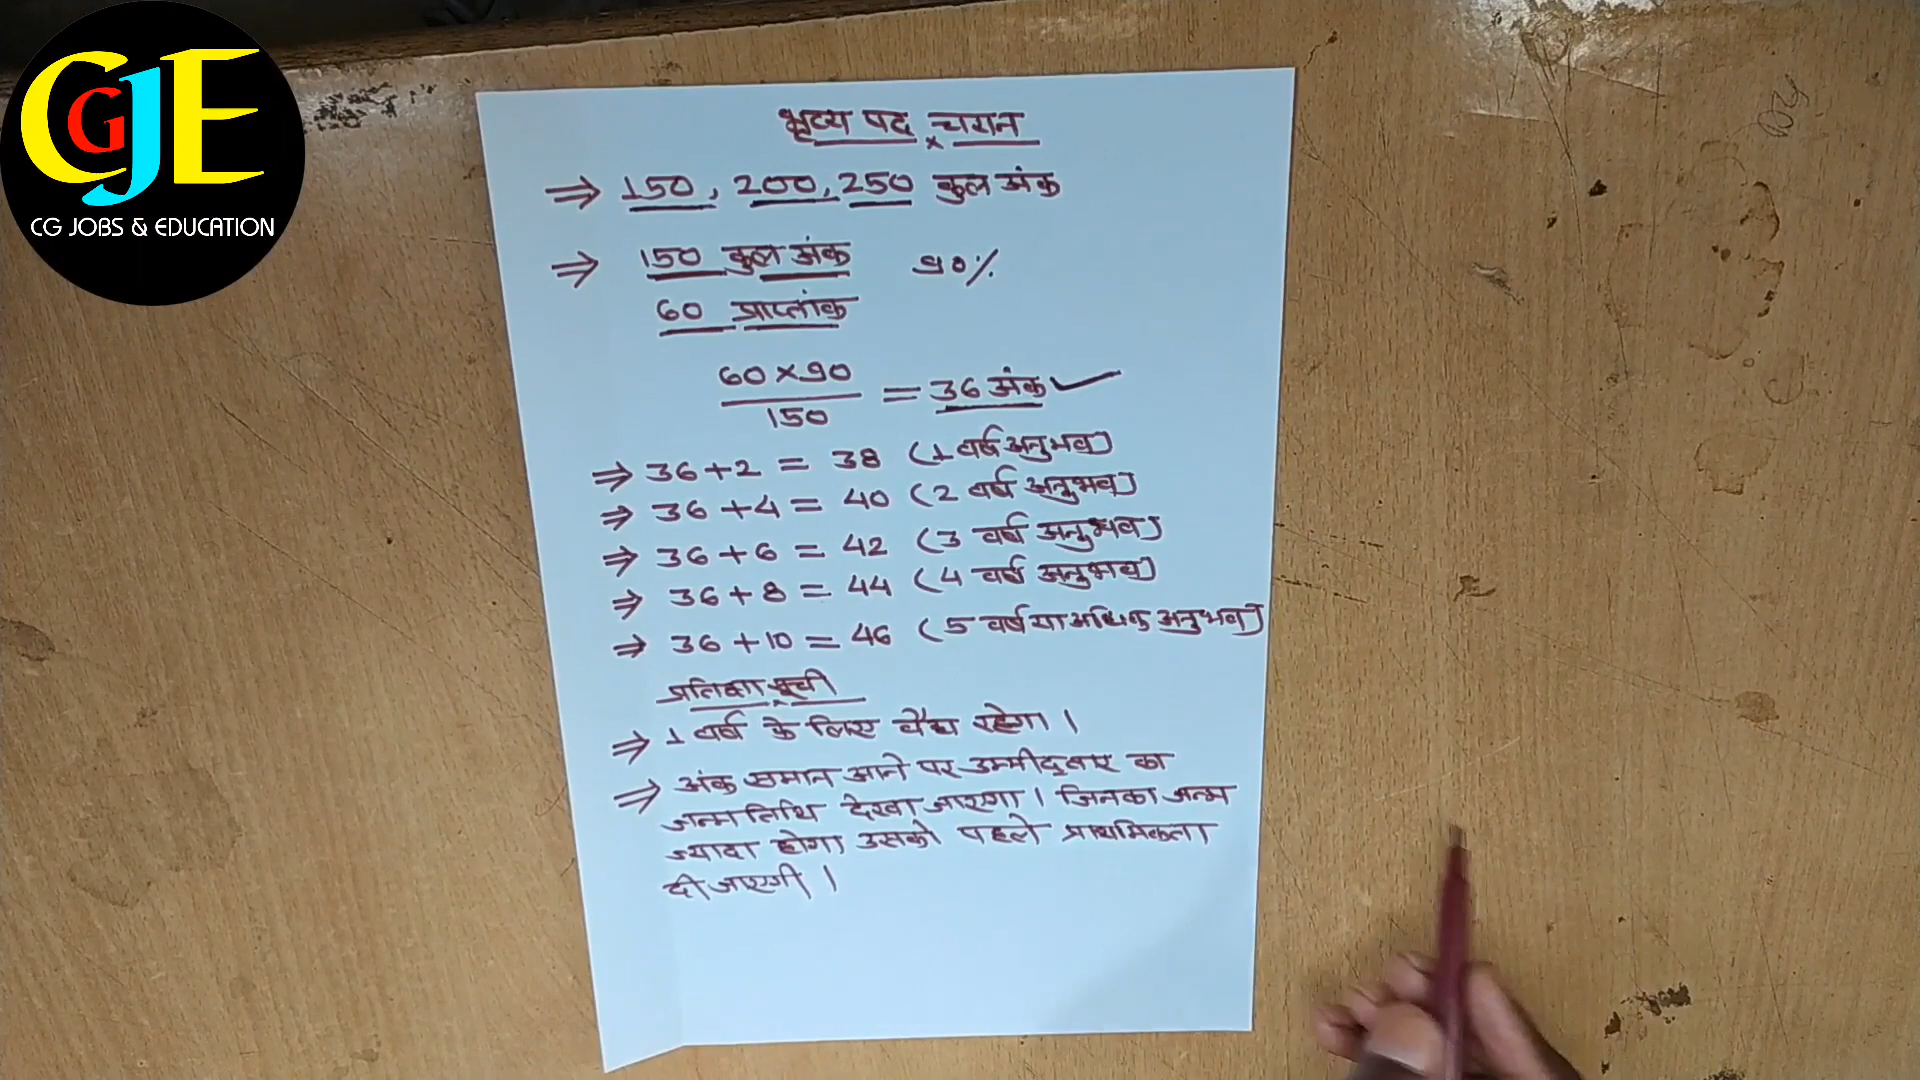 CGJE
CG JOBS & EDUCATION
भृत्य पद चयन
⇒ 150, 200, 250 कुल अंक
⇒ 150 कुल अंक 90%
60 प्राप्तांक
60×90
150
= 36 अंक ✓
⇒ 36+2 = 38 (1 वर्ष अनुभव)
⇒ 36+4 = 40 (2 वर्ष अनुभव)
⇒ 36+6 = 42 (3 वर्ष अनुभव)
⇒ 36+8 = 44 (4 वर्ष अनुभव)
⇒ 36+10 = 46 (5 वर्ष या अधिक अनुभव)
प्रतिक्षा सूची
⇒ 1 वर्ष के लिए वैध रहेगा।
⇒ अंक समान आने पर उम्मीदवार का
जन्म तिथि देखा जाएगा। जिनका जन्म
ज्यादा होगा उसको पहले प्राथमिकता
दी जाएगी।